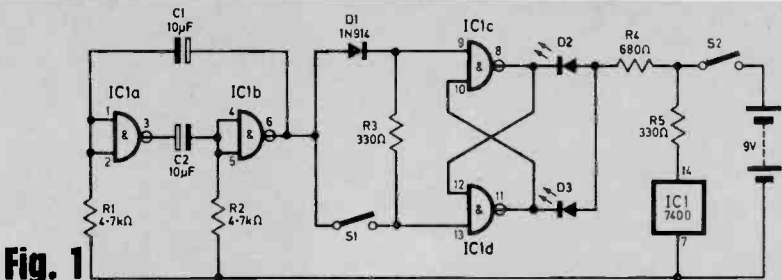 C1
10µF
D1
1N914
IC1c
9
&
8
10
D2
R4
680Ω
S2
IC1a
1
&
3
2
C2
10µF
IC1b
4
&
6
5
R3
330Ω
R5
330Ω
9V
12
&
11
13
IC1d
D3
14
IC1
7400
7
R1
4·7kΩ
R2
4·7kΩ
S1
Fig. 1